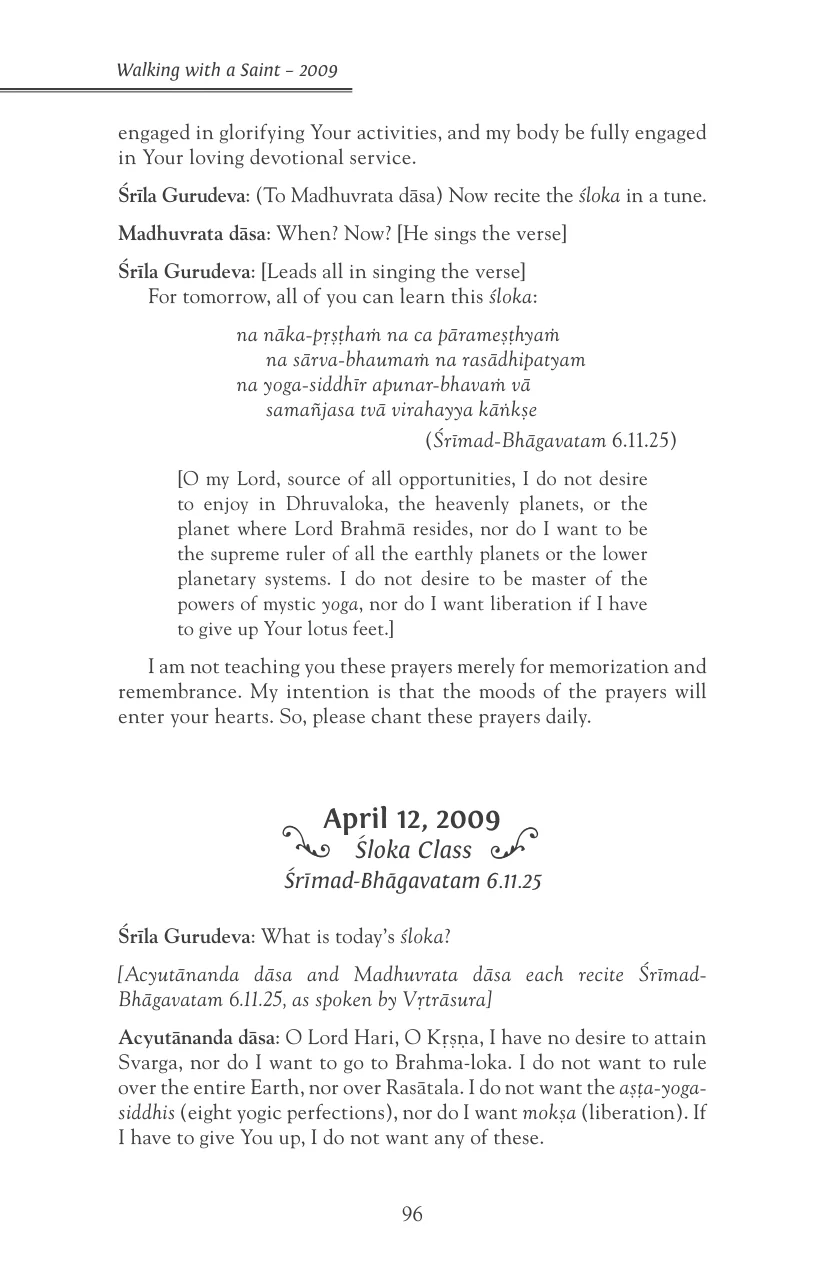 Walking with a Saint – 2009
engaged in glorifying Your activities, and my body be fully engaged
in Your loving devotional service.
Śrīla Gurudeva: (To Madhuvrata dāsa) Now recite the śloka in a tune.
Madhuvrata dāsa: When? Now? [He sings the verse]
Śrīla Gurudeva: [Leads all in singing the verse]
For tomorrow, all of you can learn this śloka:
na nāka-pṛṣṭhaṁ na ca pārameṣṭhyaṁ
na sārva-bhaumaṁ na rasādhipatyam
na yoga-siddhīr apunar-bhavaṁ vā
samañjasa tvā virahayya kāṅkṣe
(Śrīmad-Bhāgavatam 6.11.25)
[O my Lord, source of all opportunities, I do not desire
to enjoy in Dhruvaloka, the heavenly planets, or the
planet where Lord Brahmā resides, nor do I want to be
the supreme ruler of all the earthly planets or the lower
planetary systems. I do not desire to be master of the
powers of mystic yoga, nor do I want liberation if I have
to give up Your lotus feet.]
I am not teaching you these prayers merely for memorization and
remembrance. My intention is that the moods of the prayers will
enter your hearts. So, please chant these prayers daily.
April 12, 2009
Śloka Class
Śrīmad-Bhāgavatam 6.11.25
Śrīla Gurudeva: What is today's śloka?
[Acyutānanda dāsa and Madhuvrata dāsa each recite Śrīmad-
Bhāgavatam 6.11.25, as spoken by Vṛtrāsura]
Acyutānanda dāsa: O Lord Hari, O Kṛṣṇa, I have no desire to attain
Svarga, nor do I want to go to Brahma-loka. I do not want to rule
over the entire Earth, nor over Rasātala. I do not want the aṣṭa-yoga-
siddhis (eight yogic perfections), nor do I want mokṣa (liberation). If
I have to give You up, I do not want any of these.
96